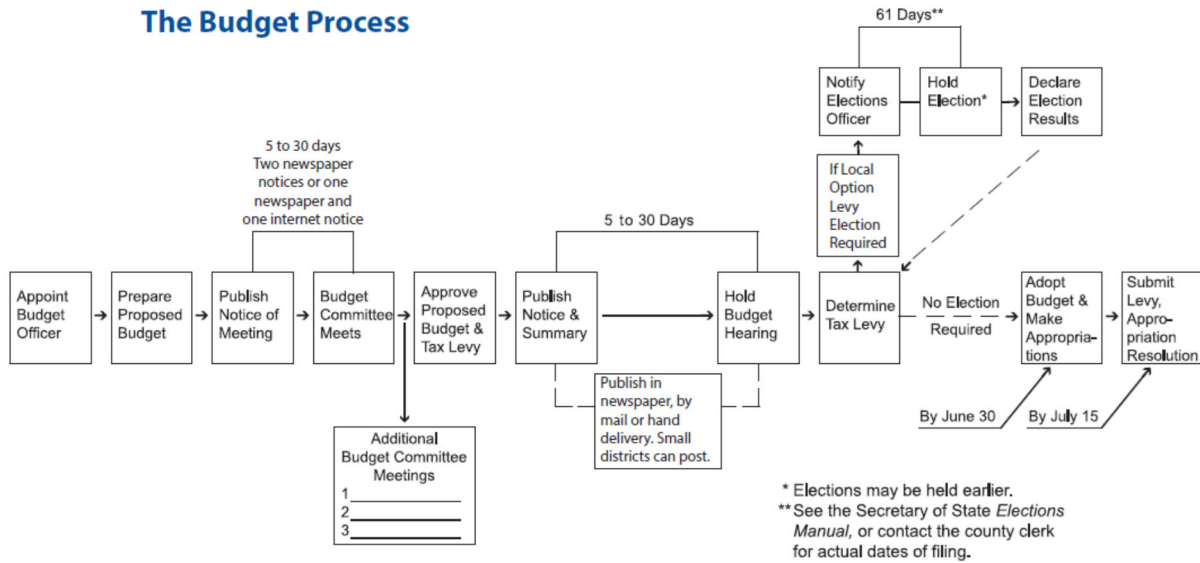 The Budget Process
61 Days**
Notify
Elections
Officer
Hold
Election*
Declare
Election
Results
5 to 30 days
Two newspaper
notices or one
newspaper and
one internet notice
If Local
Option
Levy
Election
Required
5 to 30 Days
Appoint
Budget
Officer
Prepare
Proposed
Budget
Publish
Notice of
Meeting
Budget
Committee
Meets
Approve
Proposed
Budget &
Tax Levy
Publish
Notice &
Summary
Hold
Budget
Hearing
Determine
Tax Levy
No Election
Required
Adopt
Budget &
Make
Appropria-
tions
Submit
Levy,
Appro-
priation
Resolution
Publish in
newspaper, by
mail or hand
delivery. Small
districts can post.
By June 30
By July 15
Additional
Budget Committee
Meetings
1
2
3
* Elections may be held earlier.
** See the Secretary of State Elections
Manual, or contact the county clerk
for actual dates of filing.